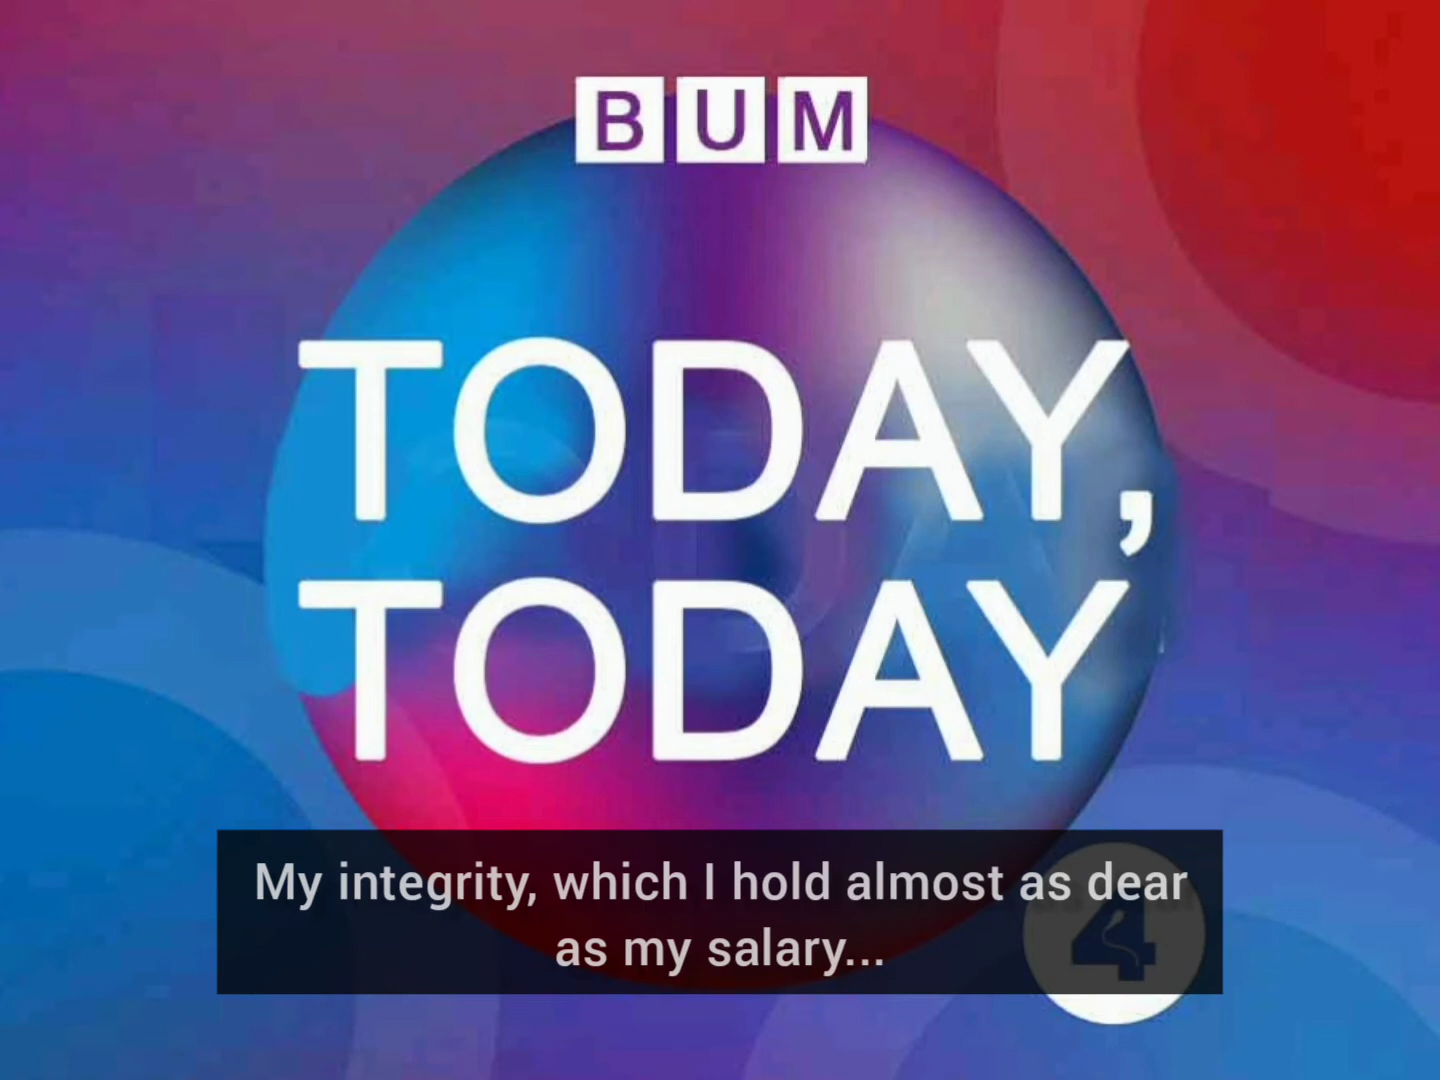 BUM
TODAY,
TODAY
My integrity, which I hold almost as dear
as my salary...
4